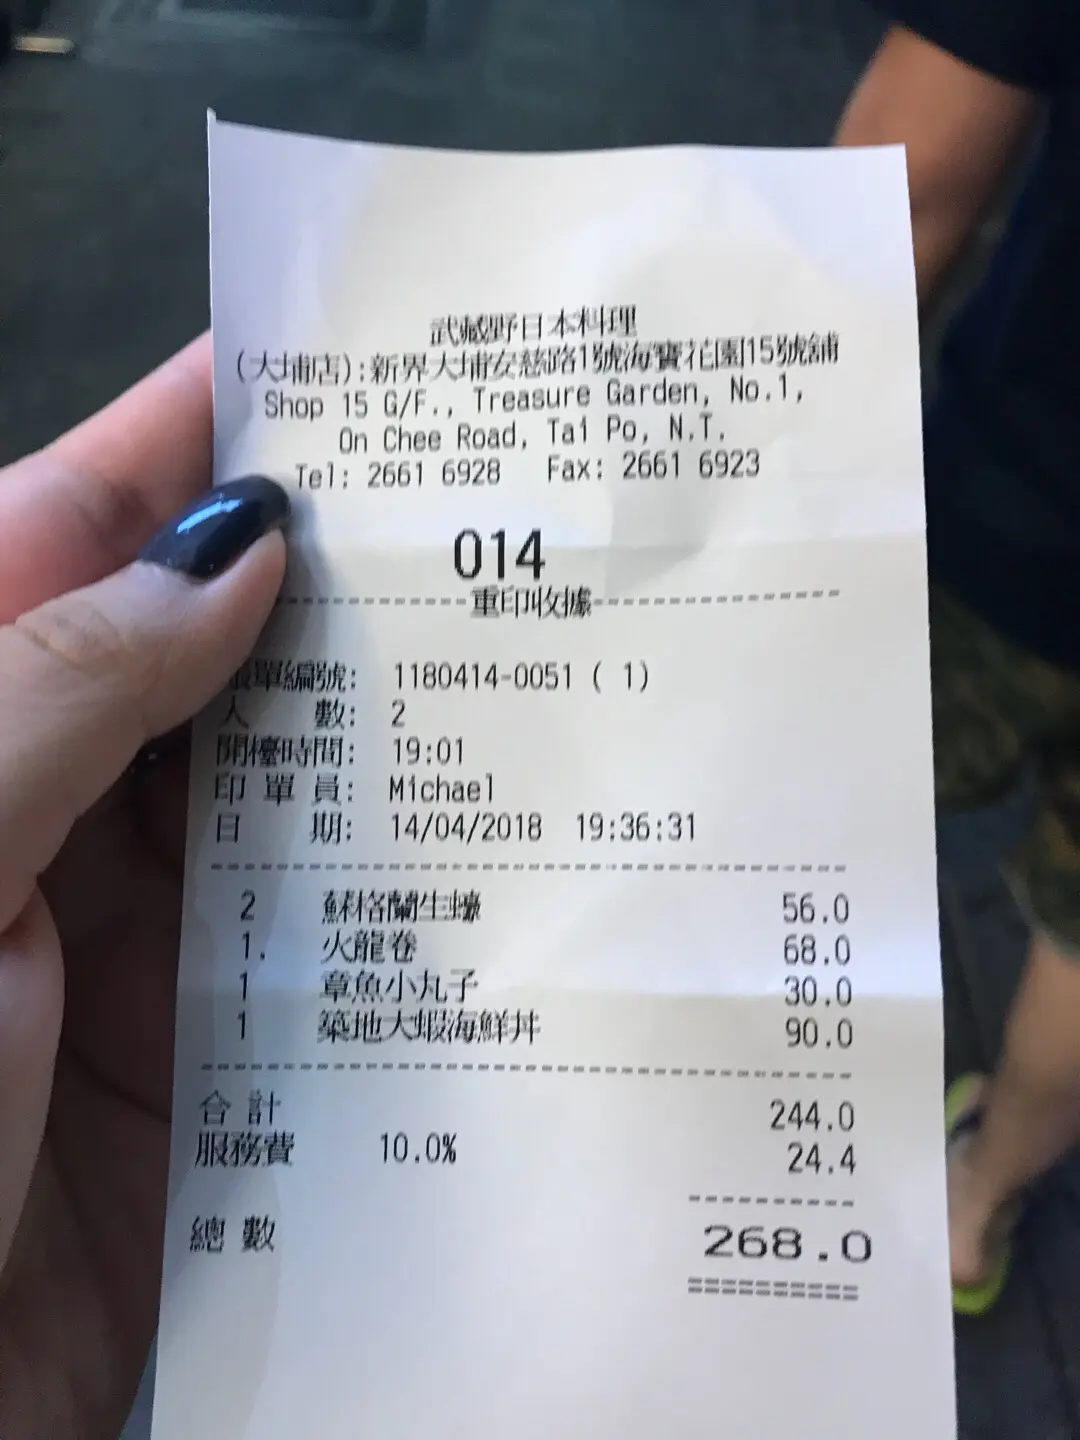 武藏野日本料理
(大埔店):新界大埔安慈路1號海寶花園15號舖
Shop 15 G/F., Treasure Garden, No.1,
On Chee Road, Tai Po, N.T.
Tel: 2661 6928 Fax: 2661 6923
014
重印收據
帳單編號: 1180414-0051 ( 1)
人數: 2
開檯時間: 19:01
印單員: Michael
日期: 14/04/2018 19:36:31
2 蘇格蘭生蠔 56.0
1. 火龍卷 68.0
1 章魚小丸子 30.0
1 築地大蝦海鮮丼 90.0
合計 244.0
服務費 10.0% 24.4
總數 268.0